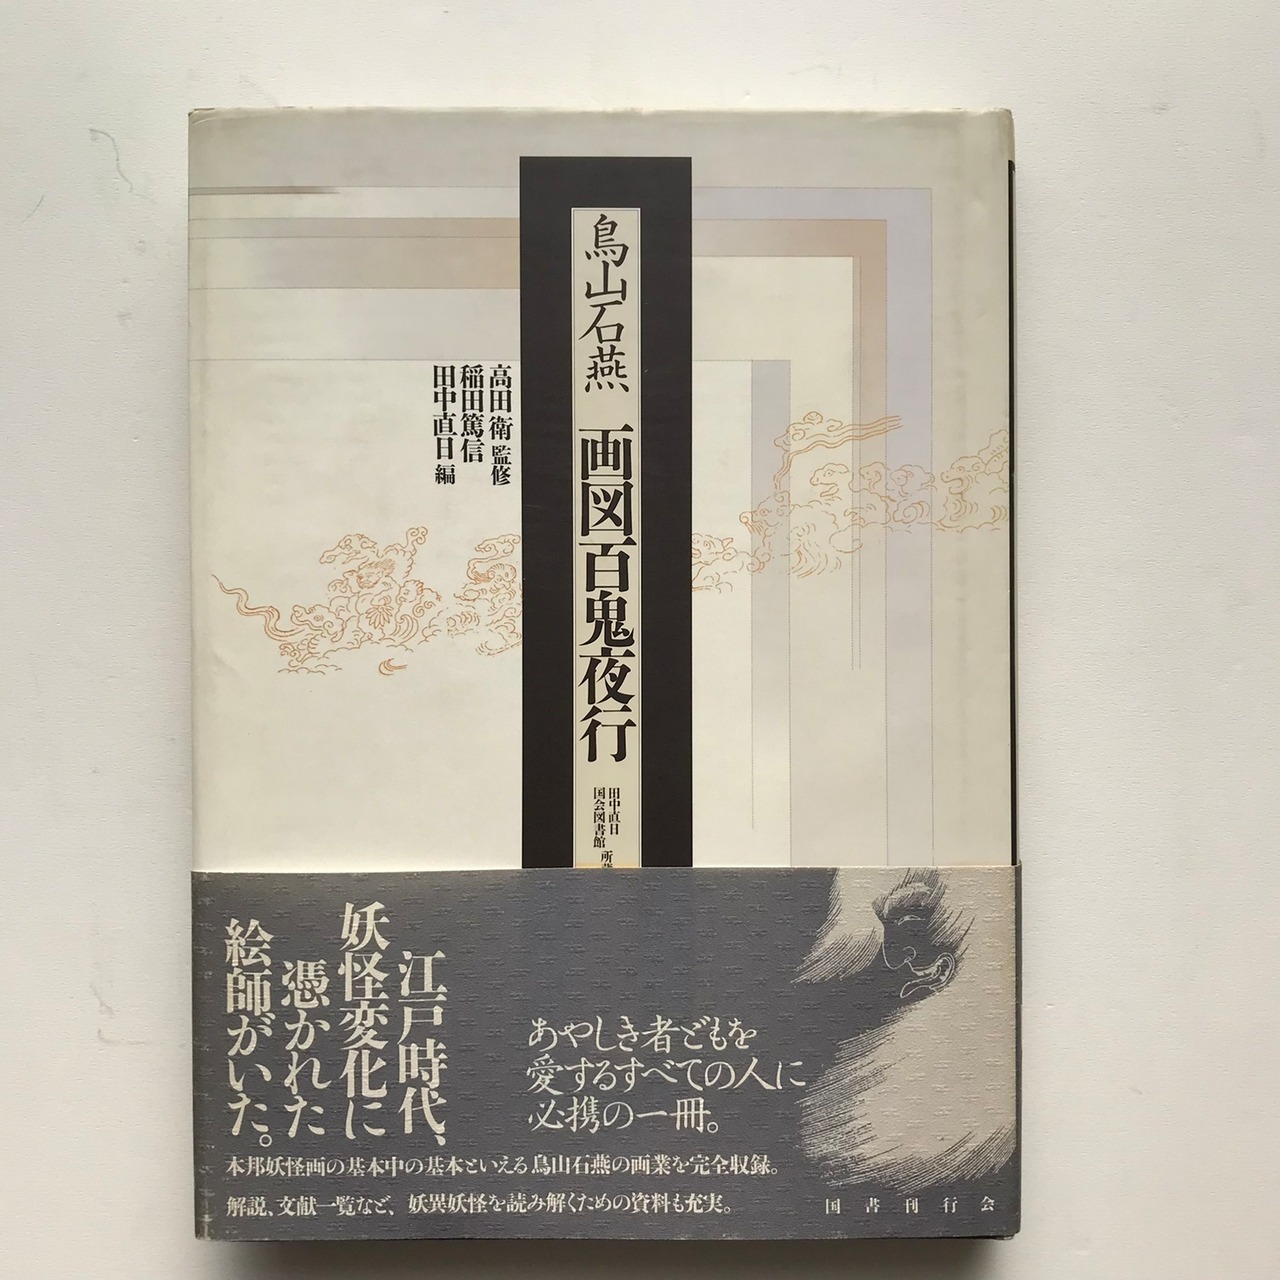 鳥山石燕 画図百鬼夜行
高田 衛 監修
稲田篤信
田中直日 編
田中直日
国会図書館 所蔵
江戸時代、
妖怪変化に
憑かれた
絵師がいた。
あやしき者どもを
愛するすべての人に
必携の一冊。
本邦妖怪画の基本中の基本といえる鳥山石燕の画業を完全収録。
解説、文献一覧など、妖異妖怪を読み解くための資料も充実。
国書刊行会